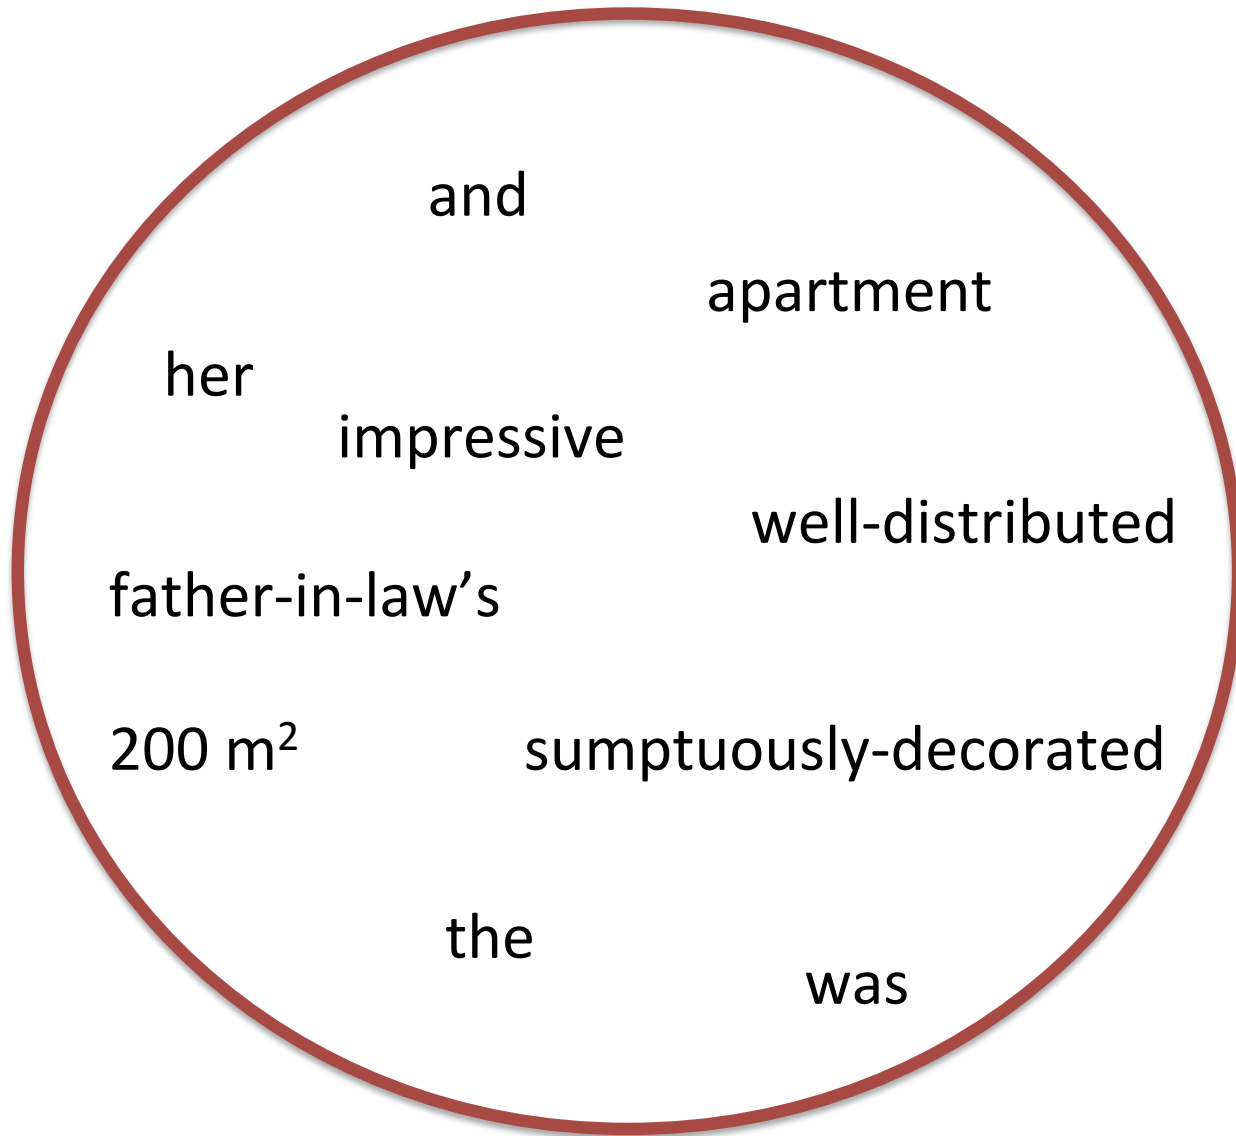 and
apartment
her
impressive
well-distributed
father-in-law’s
200 m²
sumptuously-decorated
the
was